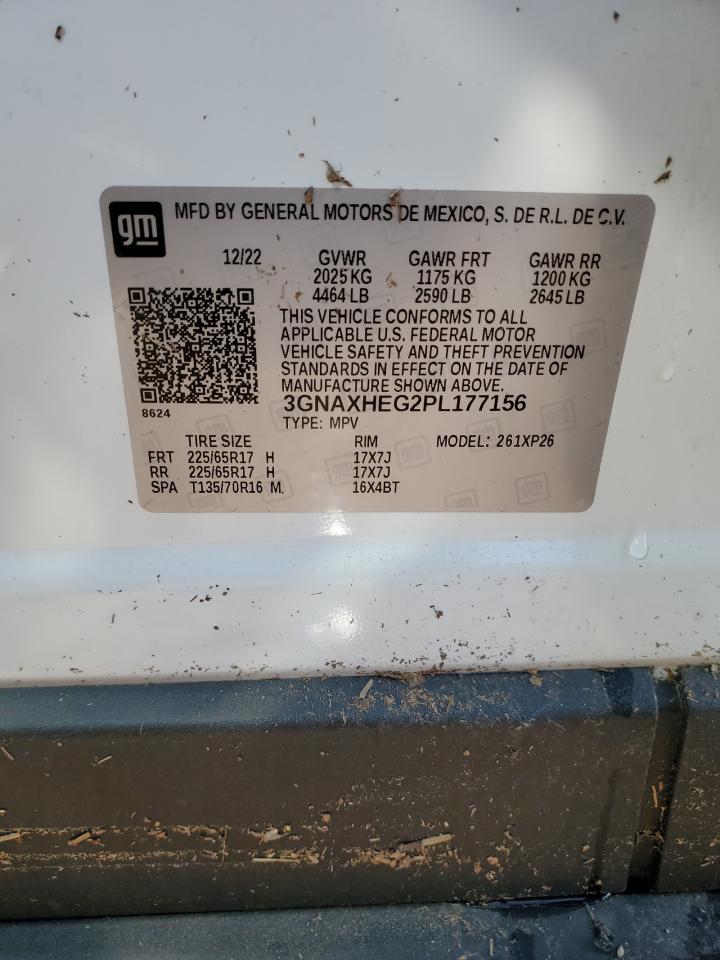 gm MFD BY GENERAL MOTORS DE MEXICO, S. DE R.L. DE C.V.
12/22 GVWR GAWR FRT GAWR RR
2025 KG 1175 KG 1200 KG
4464 LB 2590 LB 2645 LB
THIS VEHICLE CONFORMS TO ALL
APPLICABLE U.S. FEDERAL MOTOR
VEHICLE SAFETY AND THEFT PREVENTION
STANDARDS IN EFFECT ON THE DATE OF
MANUFACTURE SHOWN ABOVE.
3GNAXHEG2PL177156
8624
TYPE: MPV
TIRE SIZE RIM MODEL: 261XP26
FRT 225/65R17 H 17X7J
RR 225/65R17 H 17X7J
SPA T135/70R16 M 16X4BT